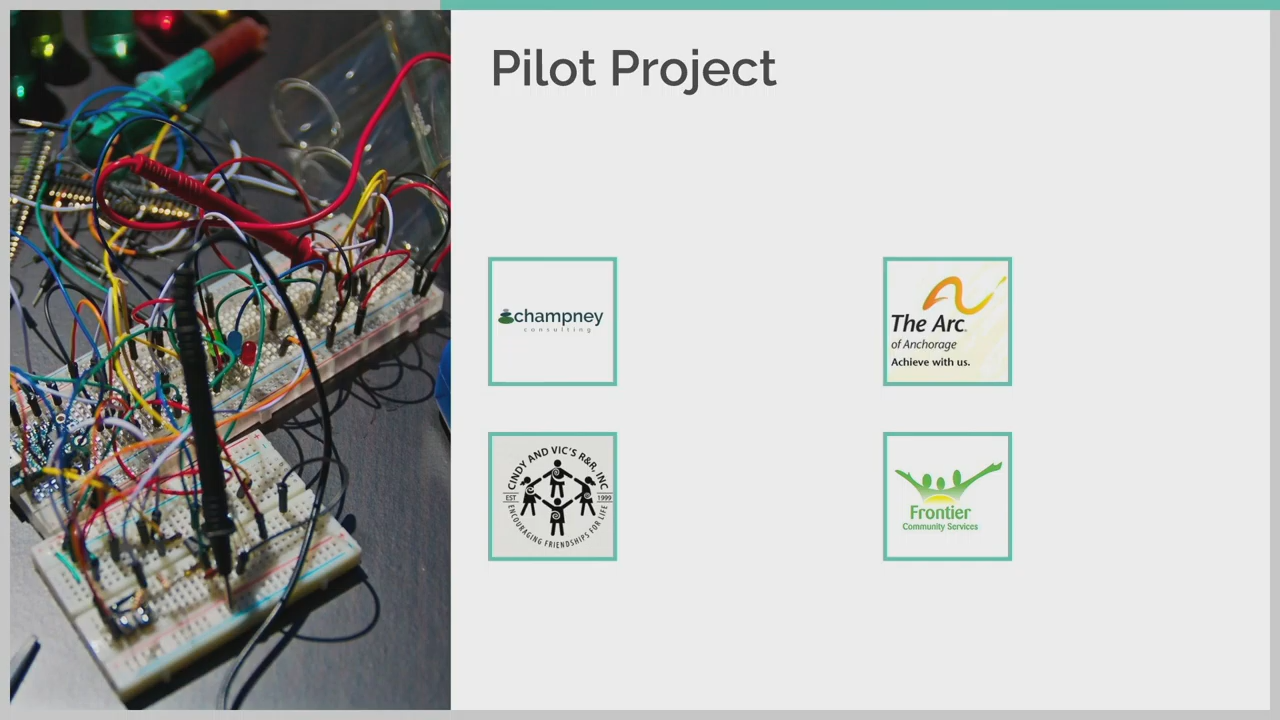 Pilot Project
champney
consulting
The Arc
of Anchorage
Achieve with us.
CINDY AND VIC'S R&R, INC
EST 1999
ENCOURAGING FRIENDSHIPS FOR LIFE
Frontier
Community Services